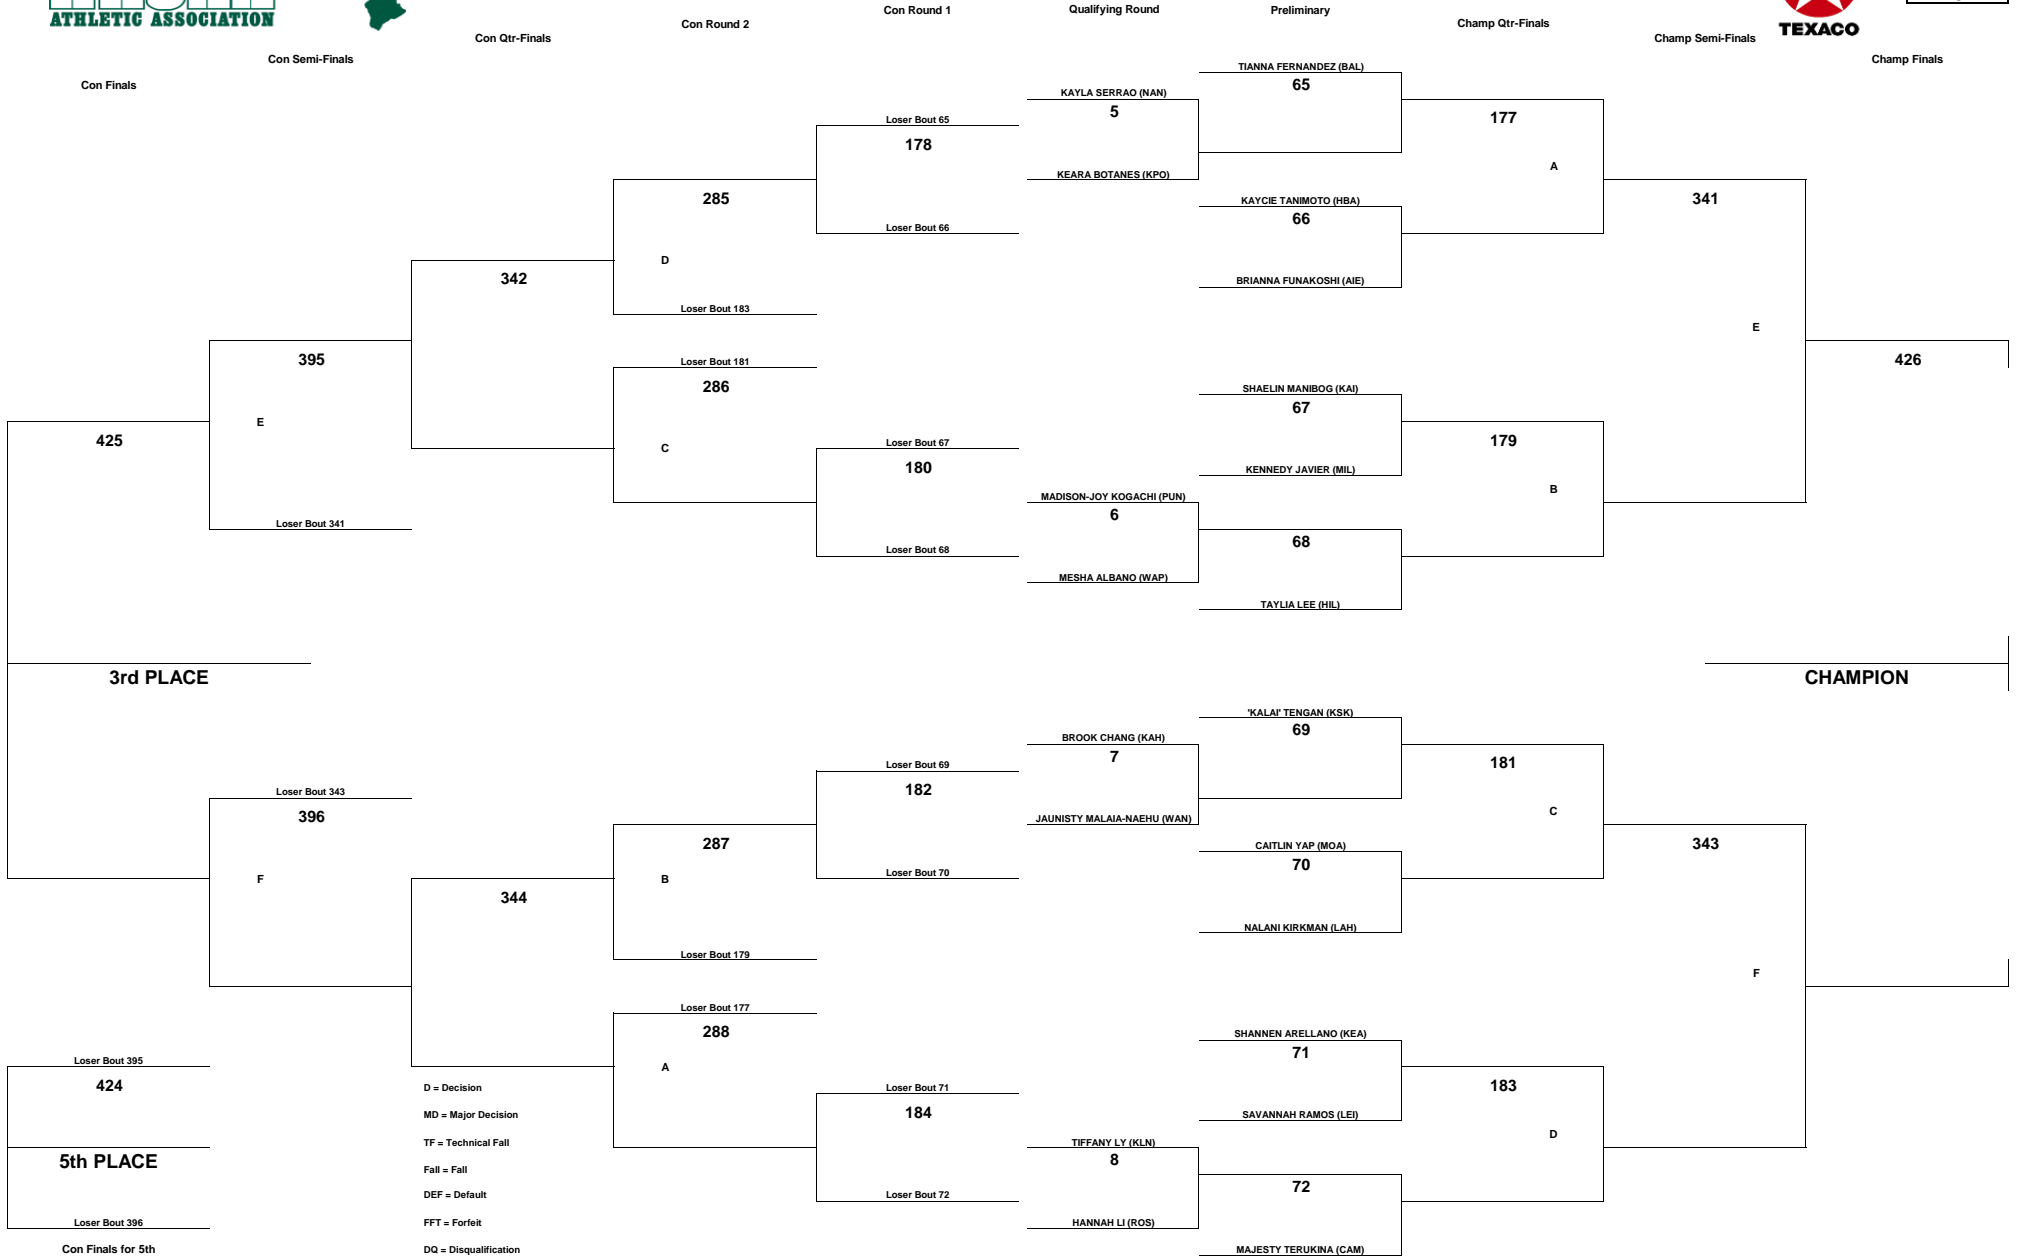 ATHLETIC ASSOCIATION
TEXACO
Con Finals
Con Semi-Finals
Con Qtr-Finals
Con Round 2
Con Round 1
Qualifying Round
Preliminary
Champ Qtr-Finals
Champ Semi-Finals
Champ Finals
TIANNA FERNANDEZ (BAL)
65
KAYLA SERRAO (NAN)
5
177
Loser Bout 65
178
A
KEARA BOTANES (KPO)
285
KAYCIE TANIMOTO (HBA)
341
66
Loser Bout 66
D
342
BRIANNA FUNAKOSHI (AIE)
Loser Bout 183
E
395
Loser Bout 181
426
286
SHAELIN MANIBOG (KAI)
67
E
425
C
Loser Bout 67
179
180
KENNEDY JAVIER (MIL)
B
MADISON-JOY KOGACHI (PUN)
6
Loser Bout 341
68
Loser Bout 68
MESHA ALBANO (WAP)
TAYLIA LEE (HIL)
3rd PLACE
CHAMPION
'KALAI' TENGAN (KSK)
69
BROOK CHANG (KAH)
7
Loser Bout 69
181
Loser Bout 343
182
396
C
JAUNISTY MALAIA-NAEHU (WAN)
287
CAITLIN YAP (MOA)
343
70
Loser Bout 70
F
B
344
NALANI KIRKMAN (LAH)
Loser Bout 179
F
Loser Bout 177
288
SHANNEN ARELLANO (KEA)
71
Loser Bout 395
A
424
D = Decision
Loser Bout 71
183
184
MD = Major Decision
SAVANNAH RAMOS (LEI)
D
TF = Technical Fall
TIFFANY LY (KLN)
8
5th PLACE
Fall = Fall
72
DEF = Default
Loser Bout 72
Loser Bout 396
FFT = Forfeit
HANNAH LI (ROS)
Con Finals for 5th
DQ = Disqualification
MAJESTY TERUKINA (CAM)